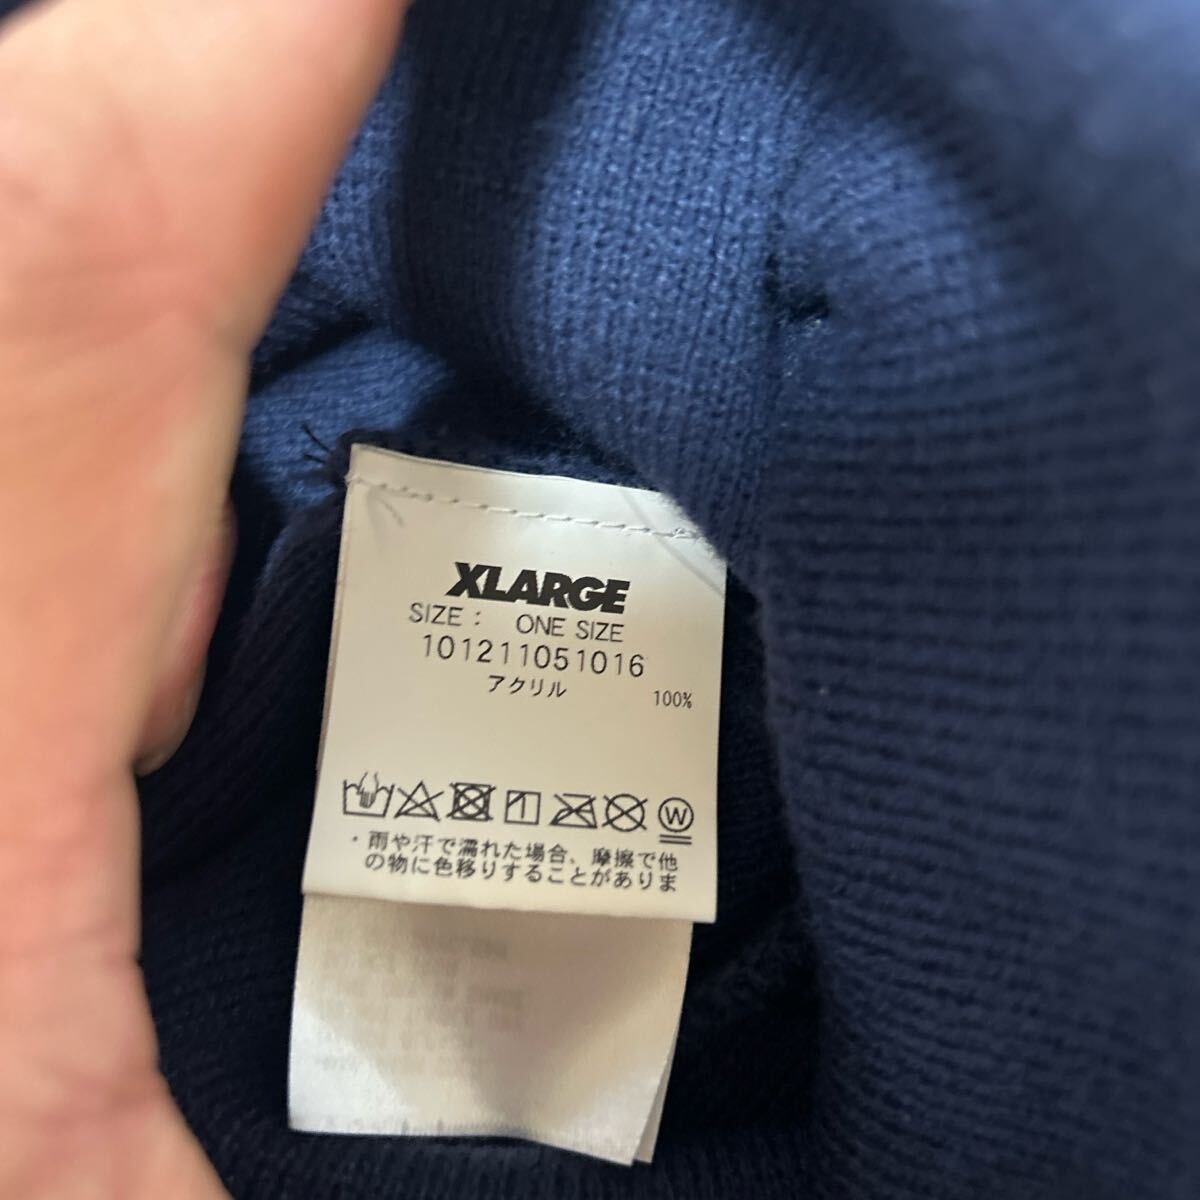 XLARGE
SIZE : ONE SIZE
101211051016
アクリル 100%
W
・雨や汗で濡れた場合、摩擦で他
の物に色移りすることがありま